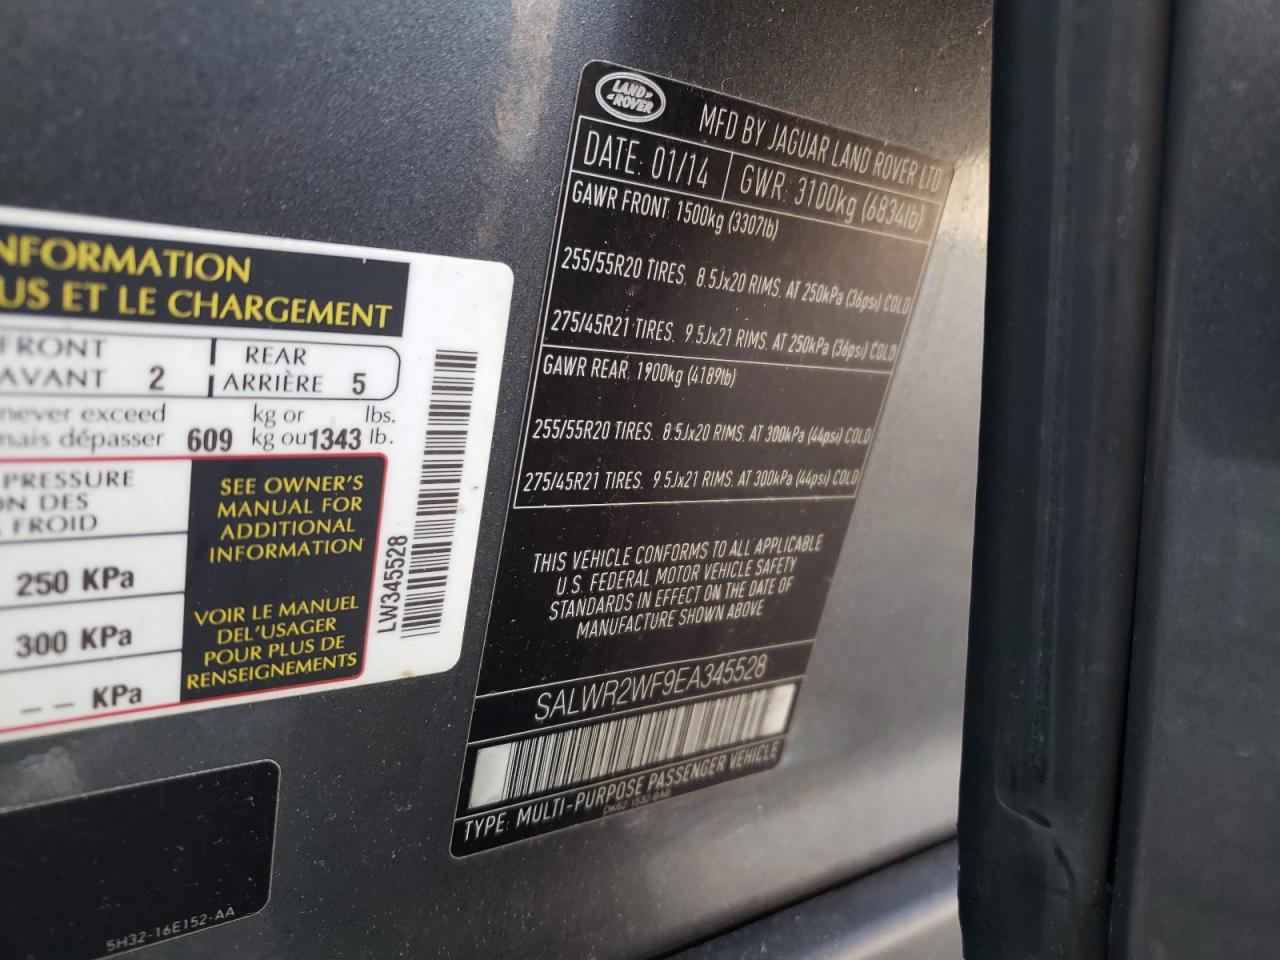 NFORMATION
US ET LE CHARGEMENT
FRONT
AVANT 2
REAR
ARRIÈRE 5
never exceed 609 kg or 1343 lbs.
mais dépasser kg ou lb.
PRESSURE
ON DES
FROID
250 KPa
300 KPa
_ _ KPa
SEE OWNER'S
MANUAL FOR
ADDITIONAL
INFORMATION
VOIR LE MANUEL
DEL'USAGER
POUR PLUS DE
RENSEIGNEMENTS
LW345528
5H32-16E152-AA
LAND
ROVER
MFD BY JAGUAR LAND ROVER LTD
DATE: 01/14 GWR: 3100kg (6834lb)
GAWR FRONT: 1500kg (3307lb)
255/55R20 TIRES. 8.5Jx20 RIMS. AT 250kPa (36psi) COLD
275/45R21 TIRES. 9.5Jx21 RIMS. AT 250kPa (36psi) COLD
GAWR REAR: 1900kg (4189lb)
255/55R20 TIRES. 8.5Jx20 RIMS. AT 300kPa (44psi) COLD
275/45R21 TIRES. 9.5Jx21 RIMS. AT 300kPa (44psi) COLD
THIS VEHICLE CONFORMS TO ALL APPLICABLE
U.S. FEDERAL MOTOR VEHICLE SAFETY
STANDARDS IN EFFECT ON THE DATE OF
MANUFACTURE SHOWN ABOVE
SALWR2WF9EA345528
TYPE: MULTI-PURPOSE PASSENGER VEHICLE